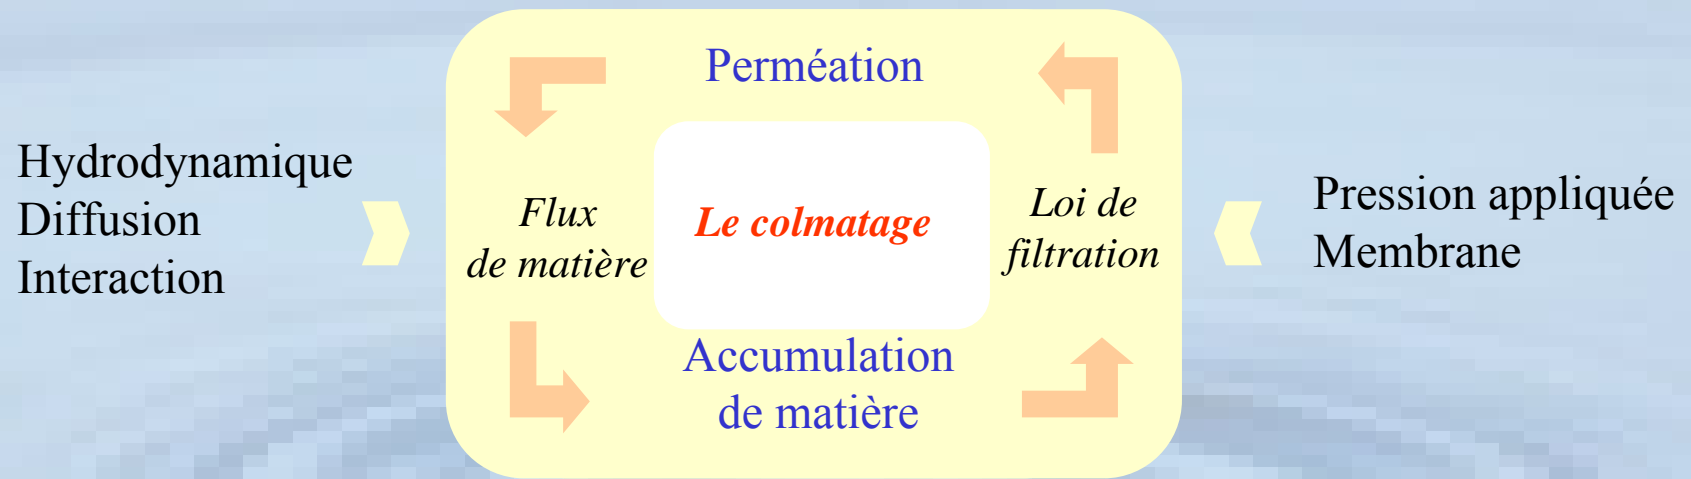 Perméation
Hydrodynamique
Diffusion
Interaction
Flux
de matière
Le colmatage
Loi de
filtration
Pression appliquée
Membrane
Accumulation
de matière